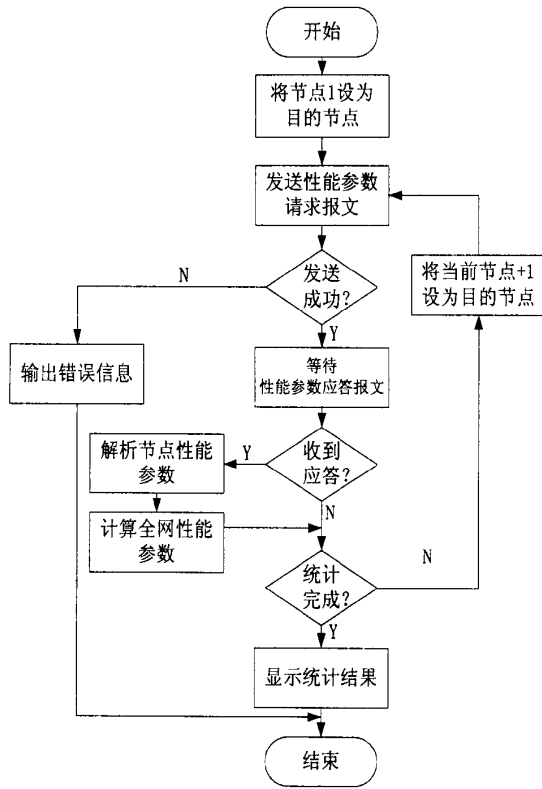 开始
将节点1设为
目的节点
发送性能参数
请求报文
发送
成功?
N
Y
将当前节点+1
设为目的节点
输出错误信息
等待
性能参数应答报文
收到
应答?
Y
N
解析节点性能
参数
计算全网性能
参数
统计
完成?
N
Y
显示统计结果
结束